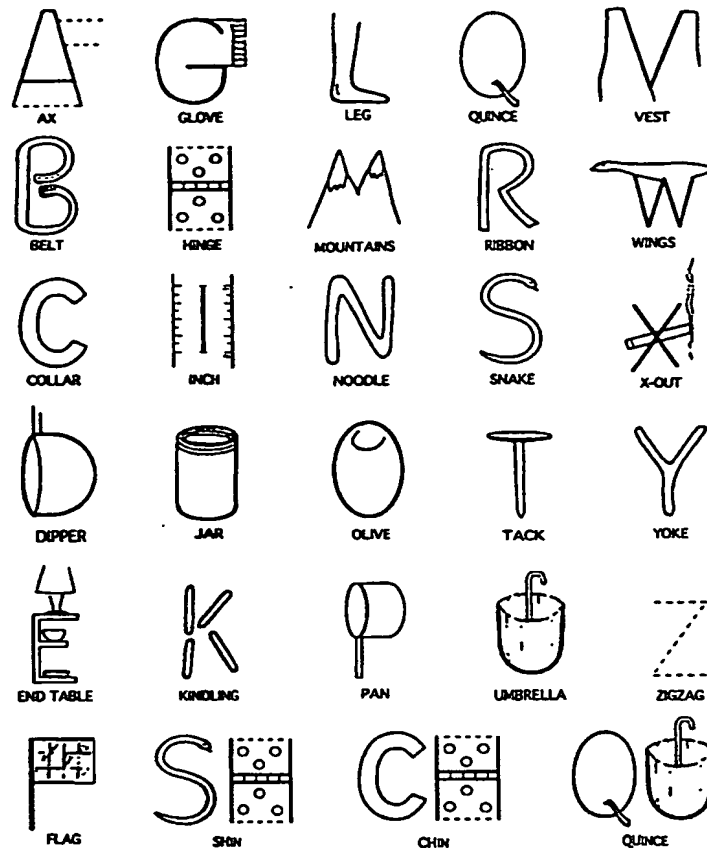 AX GLOVE LEG QUINCE VEST
BELT HINGE MOUNTAINS RIBBON WINGS
COLLAR INCH NOODLE SNAKE X-OUT
DIPPER JAR OLIVE TACK YOKE
END TABLE KINDLING PAN UMBRELLA ZIGZAG
FLAG SHIN CHIN QUINCE